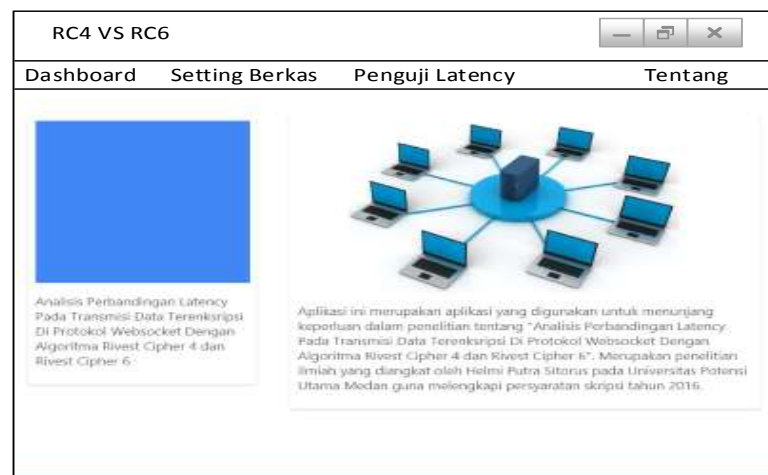 RC4 VS RC6
Dashboard Setting Berkas Penguji Latency Tentang
Analisis Perbandingan Latency
Pada Transmisi Data Terenksripsi
Di Protokol Websocket Dengan
Algoritma Rivest Cipher 4 dan
Rivest Cipher 6
Aplikasi ini merupakan aplikasi yang digunakan untuk menunjang
keperluan dalam penelitian tentang "Analisis Perbandingan Latency
Pada Transmisi Data Terenksripsi Di Protokol Websocket Dengan
Algoritma Rivest Cipher 4 dan Rivest Cipher 6". Merupakan penelitian
ilmiah yang diangkat oleh Helmi Putra Sitorus pada Universitas Potensi
Utama Medan guna melengkapi persyaratan skripsi tahun 2016.